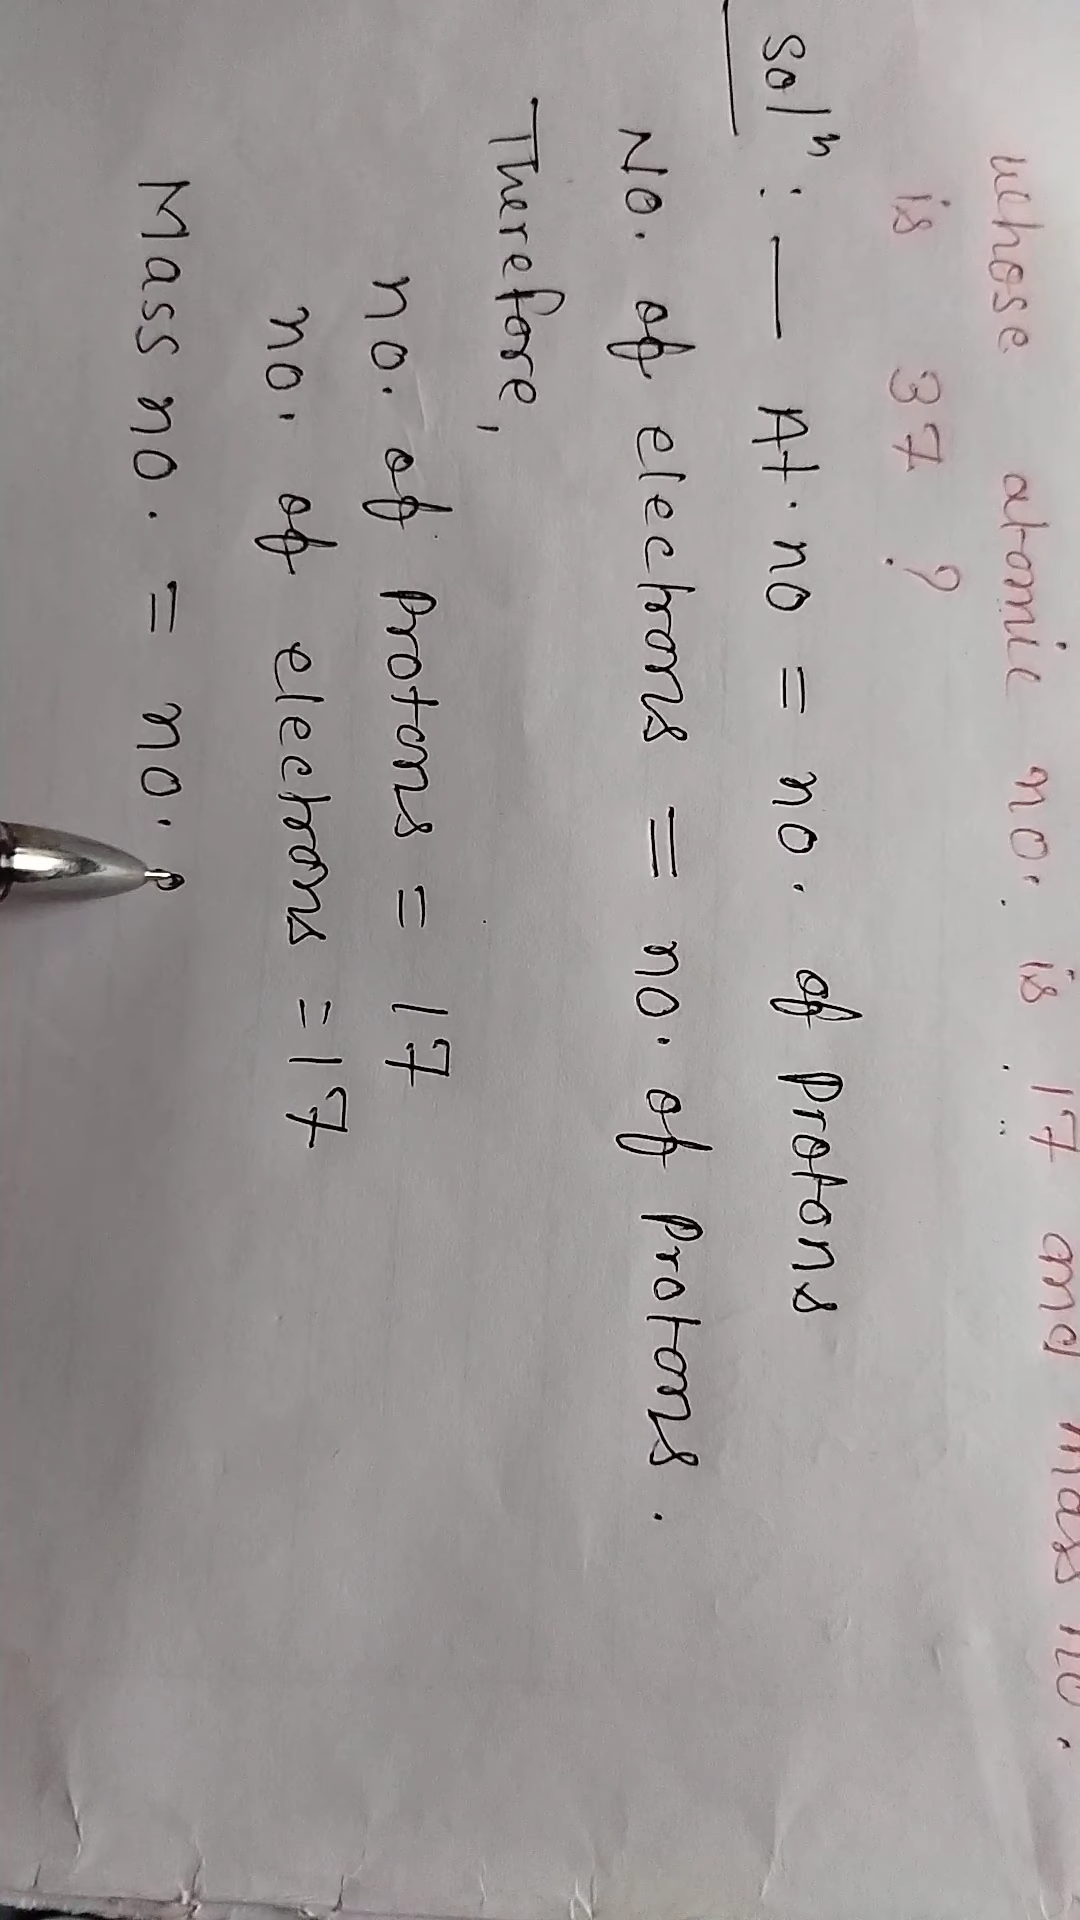 whose atomic no. is 17 and mass no.
is 37 ?
Solⁿ : — At. no = no. of Protons
No. of electrons = no. of Protons.
Therefore,
no. of Protons = 17
no. of electrons = 17
Mass no. = no.